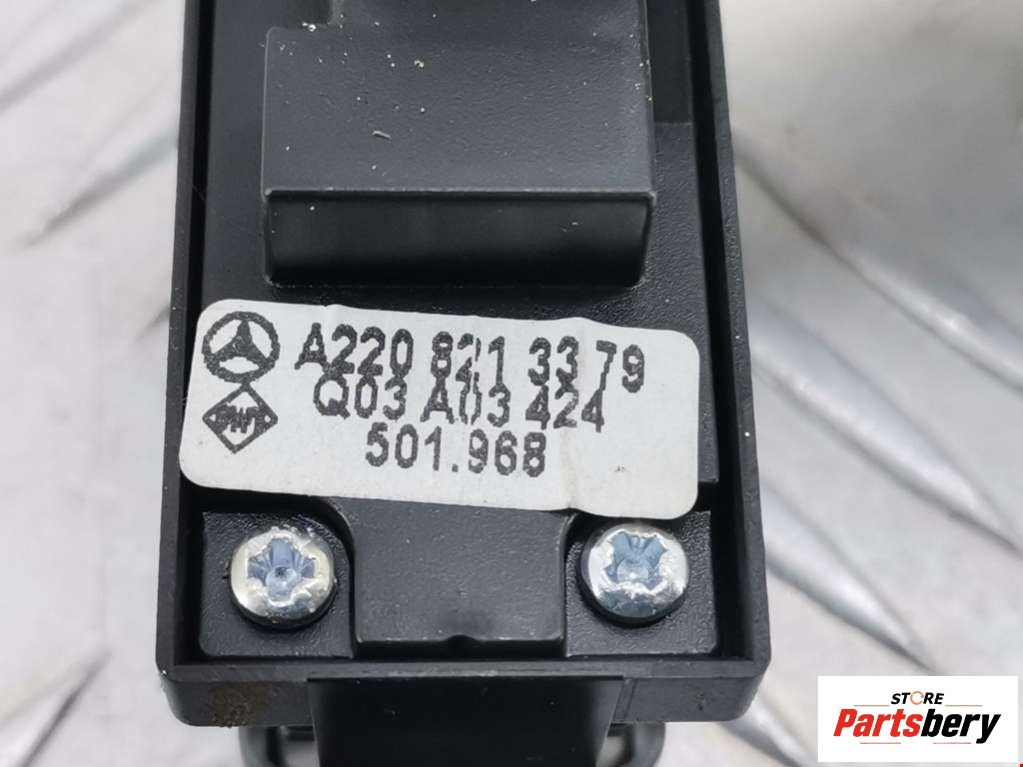 A220 821 33 79
Q03 A03 424
501.968
STORE
Partsbery